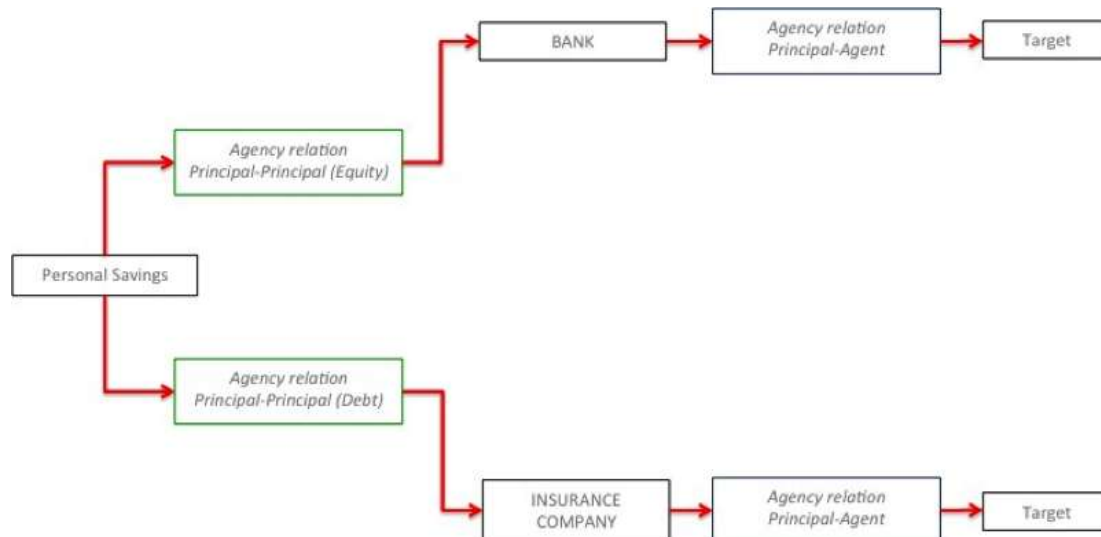 BANK
Agency relation
Principal-Agent
Target
Agency relation
Principal-Principal (Equity)
Personal Savings
Agency relation
Principal-Principal (Debt)
INSURANCE
COMPANY
Agency relation
Principal-Agent
Target